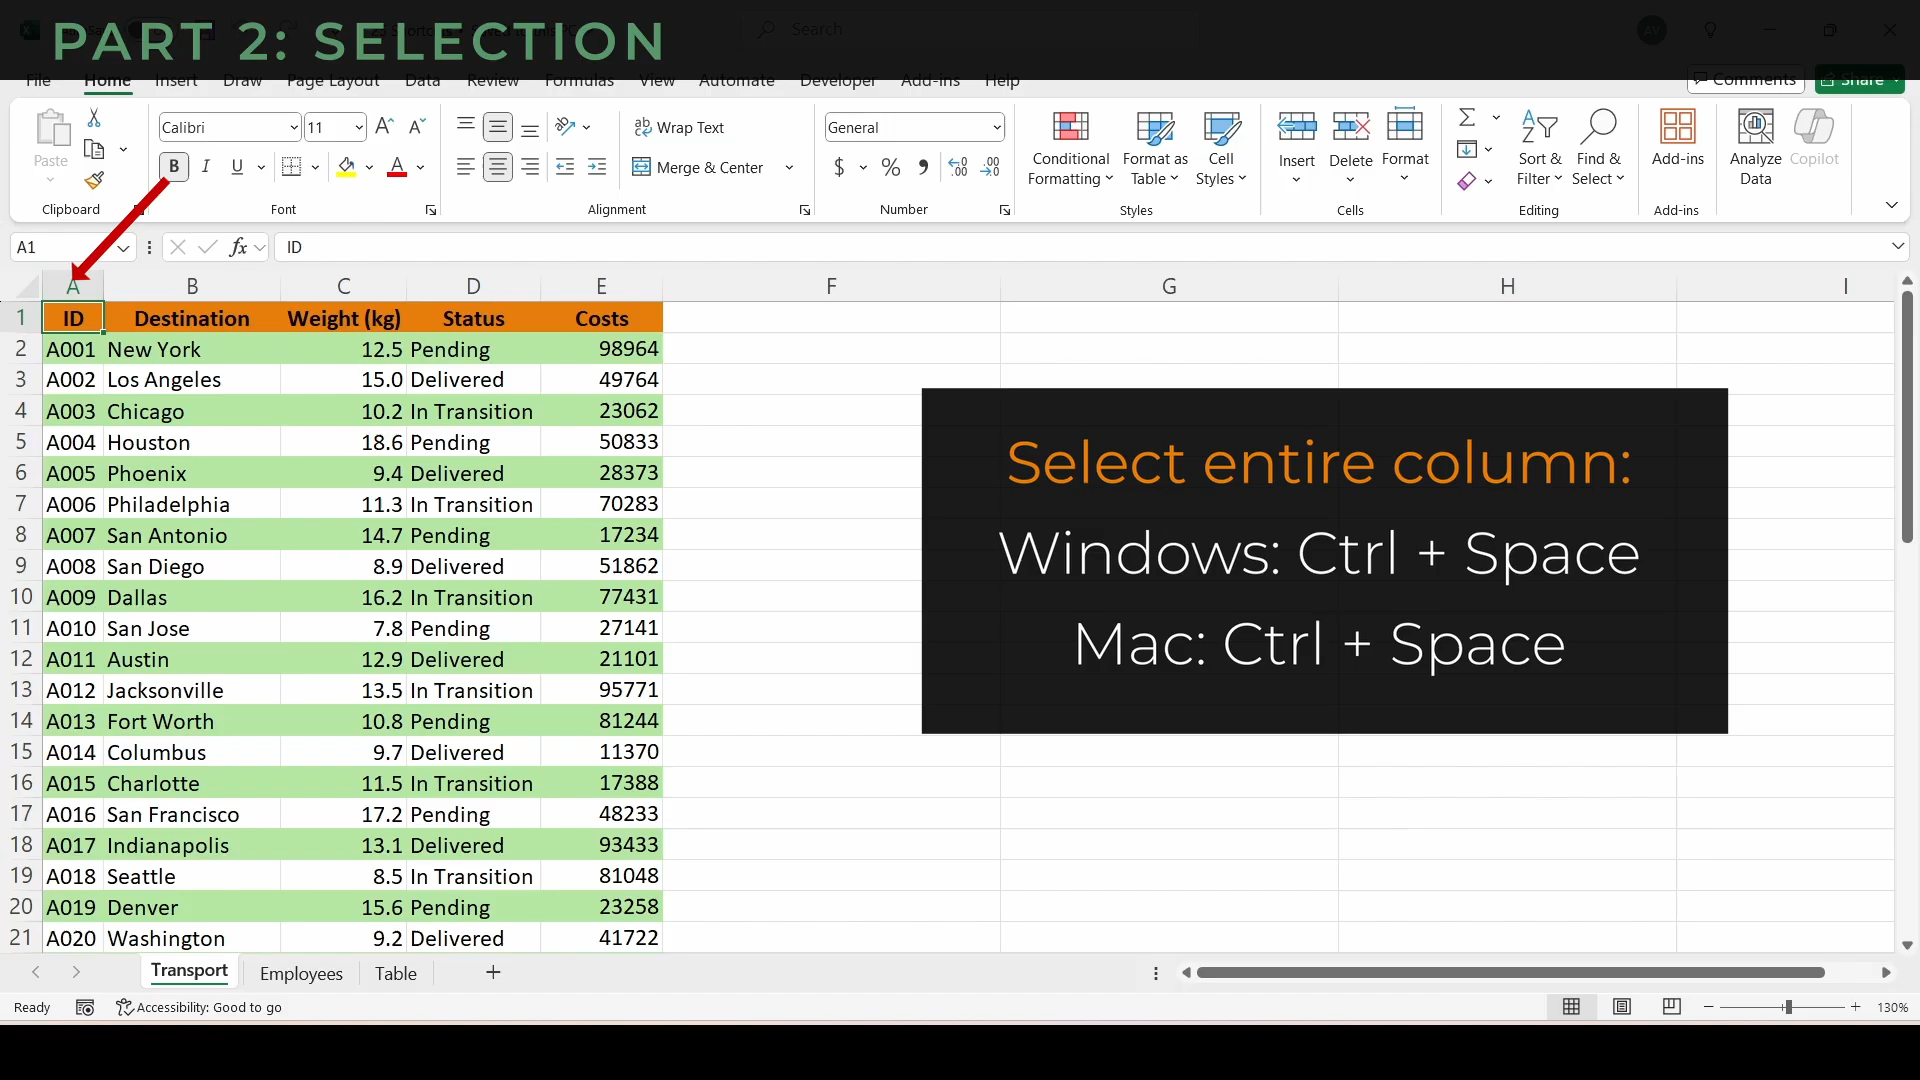 PART 2: SELECTION
Search
AV
File Home Insert Draw Page Layout Data Review Formulas View Automate Developer Add-ins Help
Comments Share
Paste
Clipboard
Calibri 11
B I U
Font
Wrap Text
Merge & Center
Alignment
General
$ %
Number
Conditional Formatting
Format as Table
Cell Styles
Styles
Insert Delete Format
Cells
Sort & Filter
Find & Select
Editing
Add-ins
Add-ins
Analyze Data
Copilot
A1 fx ID
A B C D E F G H I
1 ID Destination Weight (kg) Status Costs
2 A001 New York 12.5 Pending 98964
3 A002 Los Angeles 15.0 Delivered 49764
4 A003 Chicago 10.2 In Transition 23062
5 A004 Houston 18.6 Pending 50833
6 A005 Phoenix 9.4 Delivered 28373
7 A006 Philadelphia 11.3 In Transition 70283
8 A007 San Antonio 14.7 Pending 17234
9 A008 San Diego 8.9 Delivered 51862
10 A009 Dallas 16.2 In Transition 77431
11 A010 San Jose 7.8 Pending 27141
12 A011 Austin 12.9 Delivered 21101
13 A012 Jacksonville 13.5 In Transition 95771
14 A013 Fort Worth 10.8 Pending 81244
15 A014 Columbus 9.7 Delivered 11370
16 A015 Charlotte 11.5 In Transition 17388
17 A016 San Francisco 17.2 Pending 48233
18 A017 Indianapolis 13.1 Delivered 93433
19 A018 Seattle 8.5 In Transition 81048
20 A019 Denver 15.6 Pending 23258
21 A020 Washington 9.2 Delivered 41722
Select entire column:
Windows: Ctrl + Space
Mac: Ctrl + Space
Transport Employees Table
Ready Accessibility: Good to go 130%